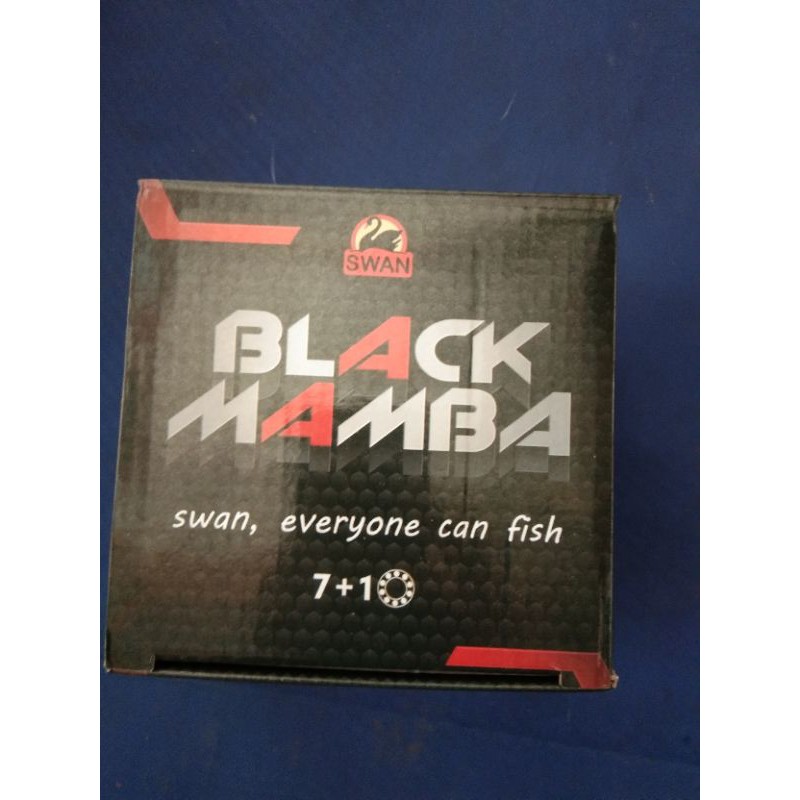 SWAN
BLACK
MAMBA
swan, everyone can fish
7+1